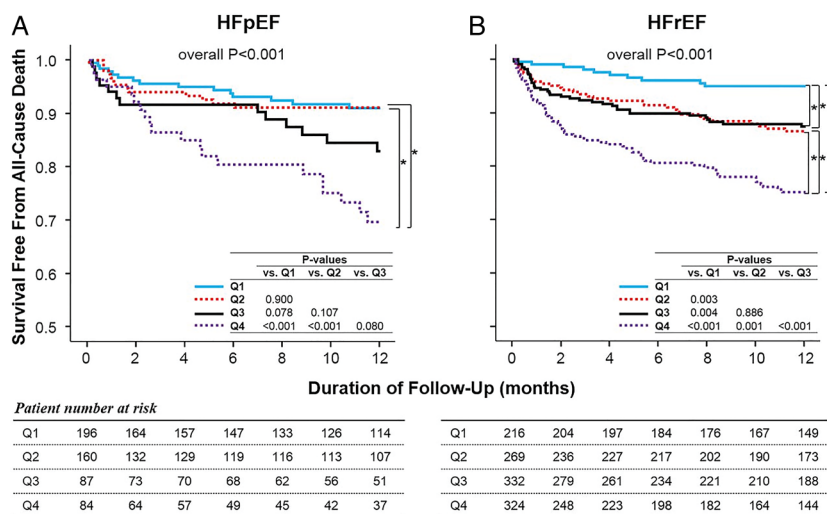 A
HFpEF
overall P<0.001
Survival Free From All-Cause Death
1.0
0.9
0.8
0.7
0.6
0.5
*
*
P-values
vs. Q1 vs. Q2 vs. Q3
Q1
Q2 0.900
Q3 0.078 0.107
Q4 <0.001 <0.001 0.080
0 2 4 6 8 10 12
B
HFrEF
overall P<0.001
* *
* *
P-values
vs. Q1 vs. Q2 vs. Q3
Q1
Q2 0.003
Q3 0.004 0.886
Q4 <0.001 0.001 <0.001
0 2 4 6 8 10 12
Duration of Follow-Up (months)
Patient number at risk
Q1 196 164 157 147 133 126 114
Q2 160 132 129 119 116 113 107
Q3 87 73 70 68 62 56 51
Q4 84 64 57 49 45 42 37
Q1 216 204 197 184 176 167 149
Q2 269 236 227 217 202 190 173
Q3 332 279 261 234 221 210 188
Q4 324 248 223 198 182 164 144